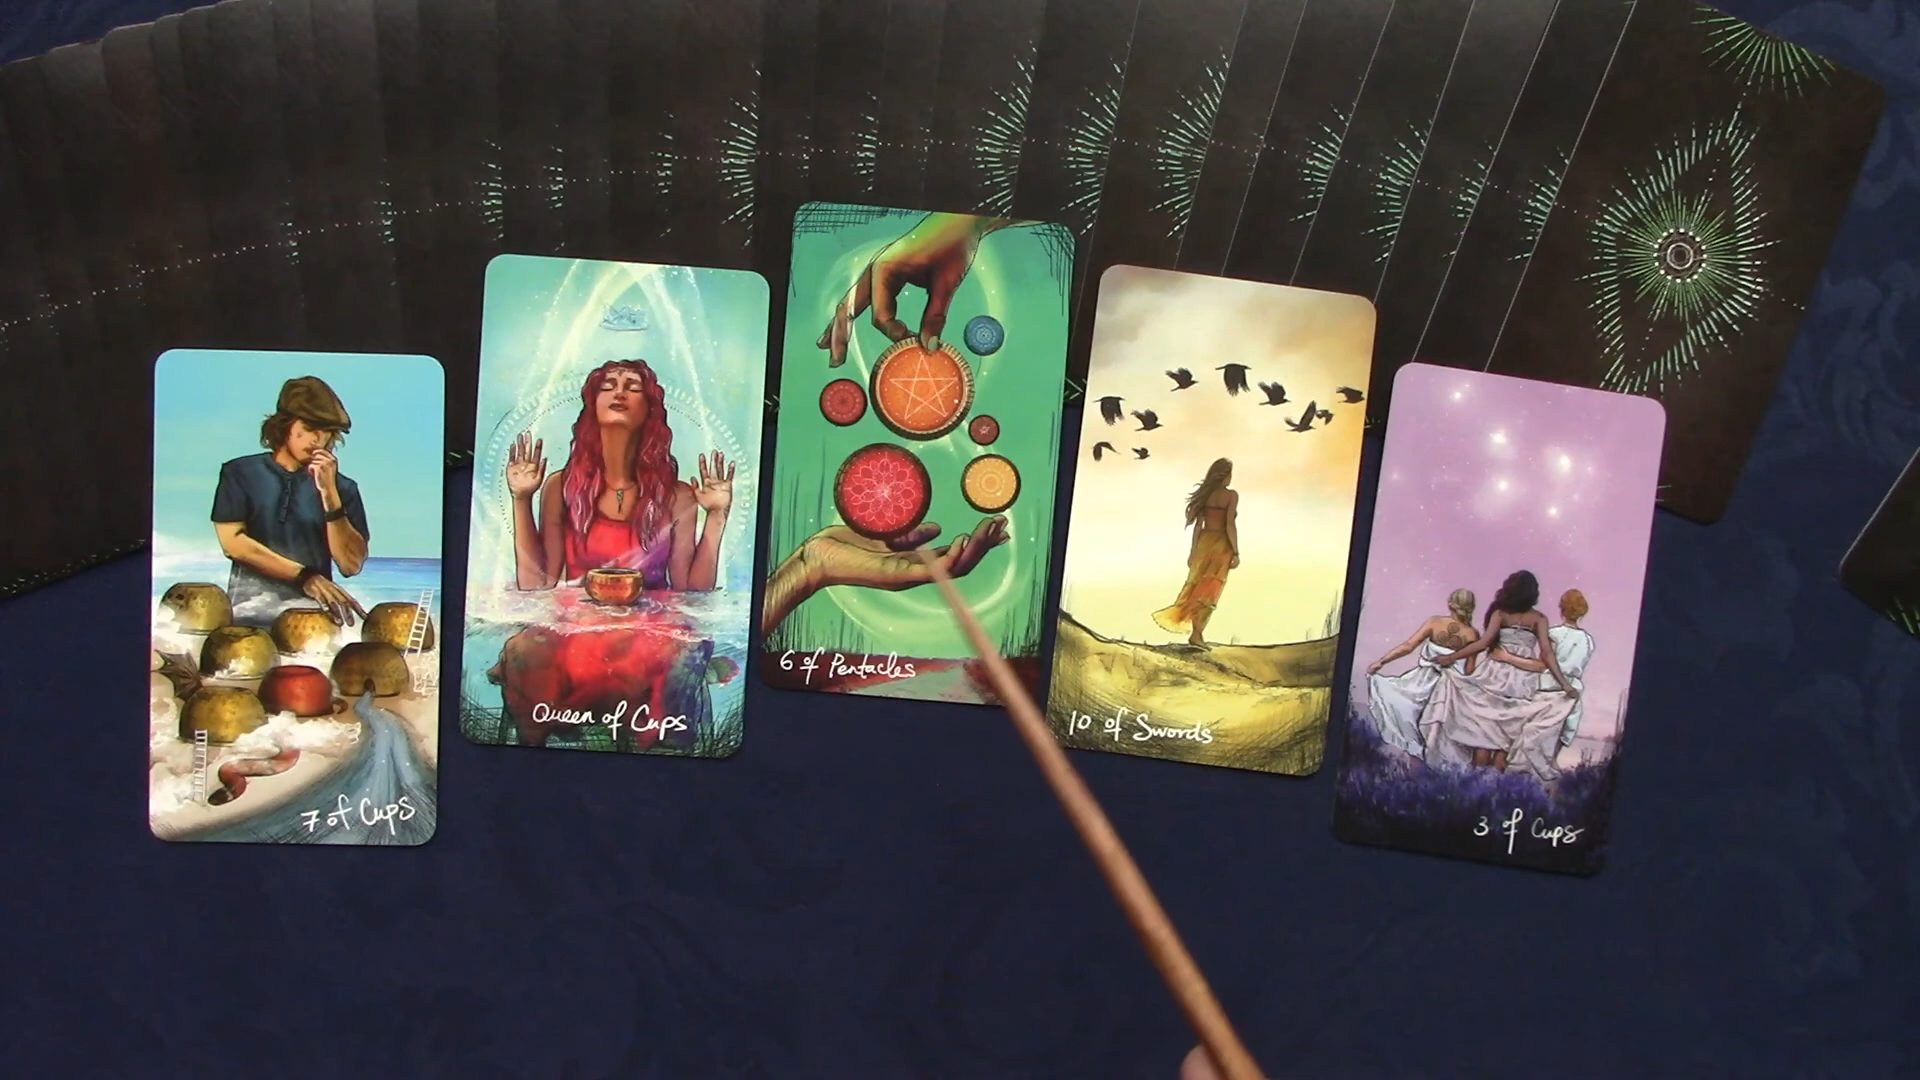 7 of Cups
Queen of Cups
6 of Pentacles
10 of Swords
3 of Cups